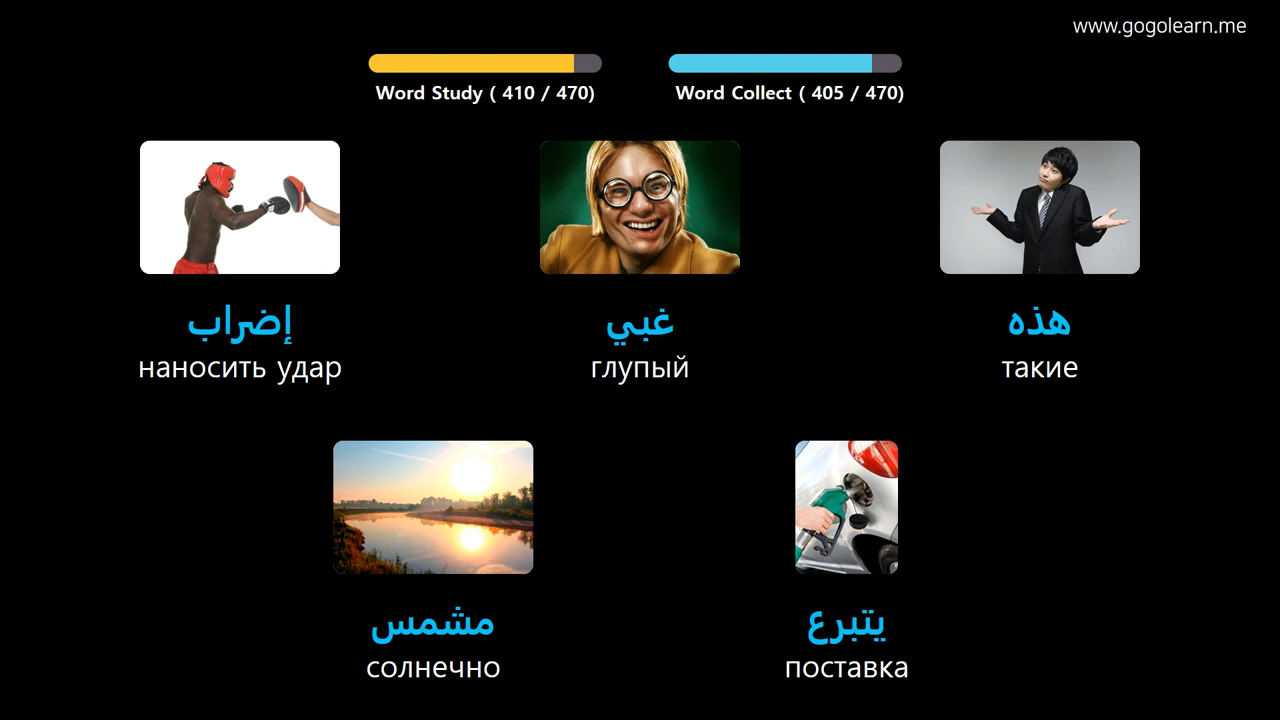 www.gogolearn.me
Word Study ( 410 / 470)
Word Collect ( 405 / 470)
إضراب
наносить удар
غبي
глупый
هذه
такие
مشمس
солнечно
يتبرع
поставка